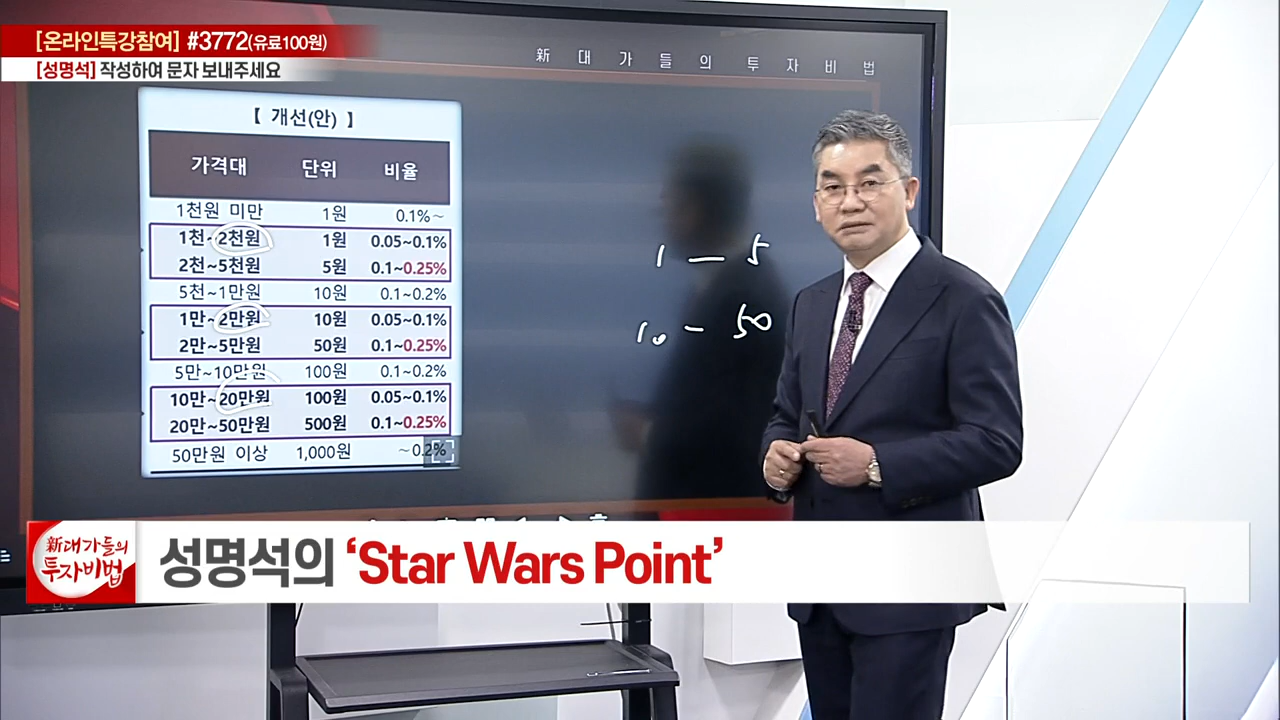 [온라인특강참여] #3772(유료100원)
[성명석] 작성하여 문자 보내주세요
新 대 가 들 의 투 자 비 법
【 개선(안) 】
가격대 단위 비율
1천원 미만 1원 0.1%~
1천~2천원 1원 0.05~0.1%
2천~5천원 5원 0.1~0.25%
5천~1만원 10원 0.1~0.2%
1만~2만원 10원 0.05~0.1%
2만~5만원 50원 0.1~0.25%
5만~10만원 100원 0.1~0.2%
10만~20만원 100원 0.05~0.1%
20만~50만원 500원 0.1~0.25%
50만원 이상 1,000원 ~0.2%
1 — 5
10 - 50
新대가들의
투자비법
성명석의 ‘Star Wars Point’